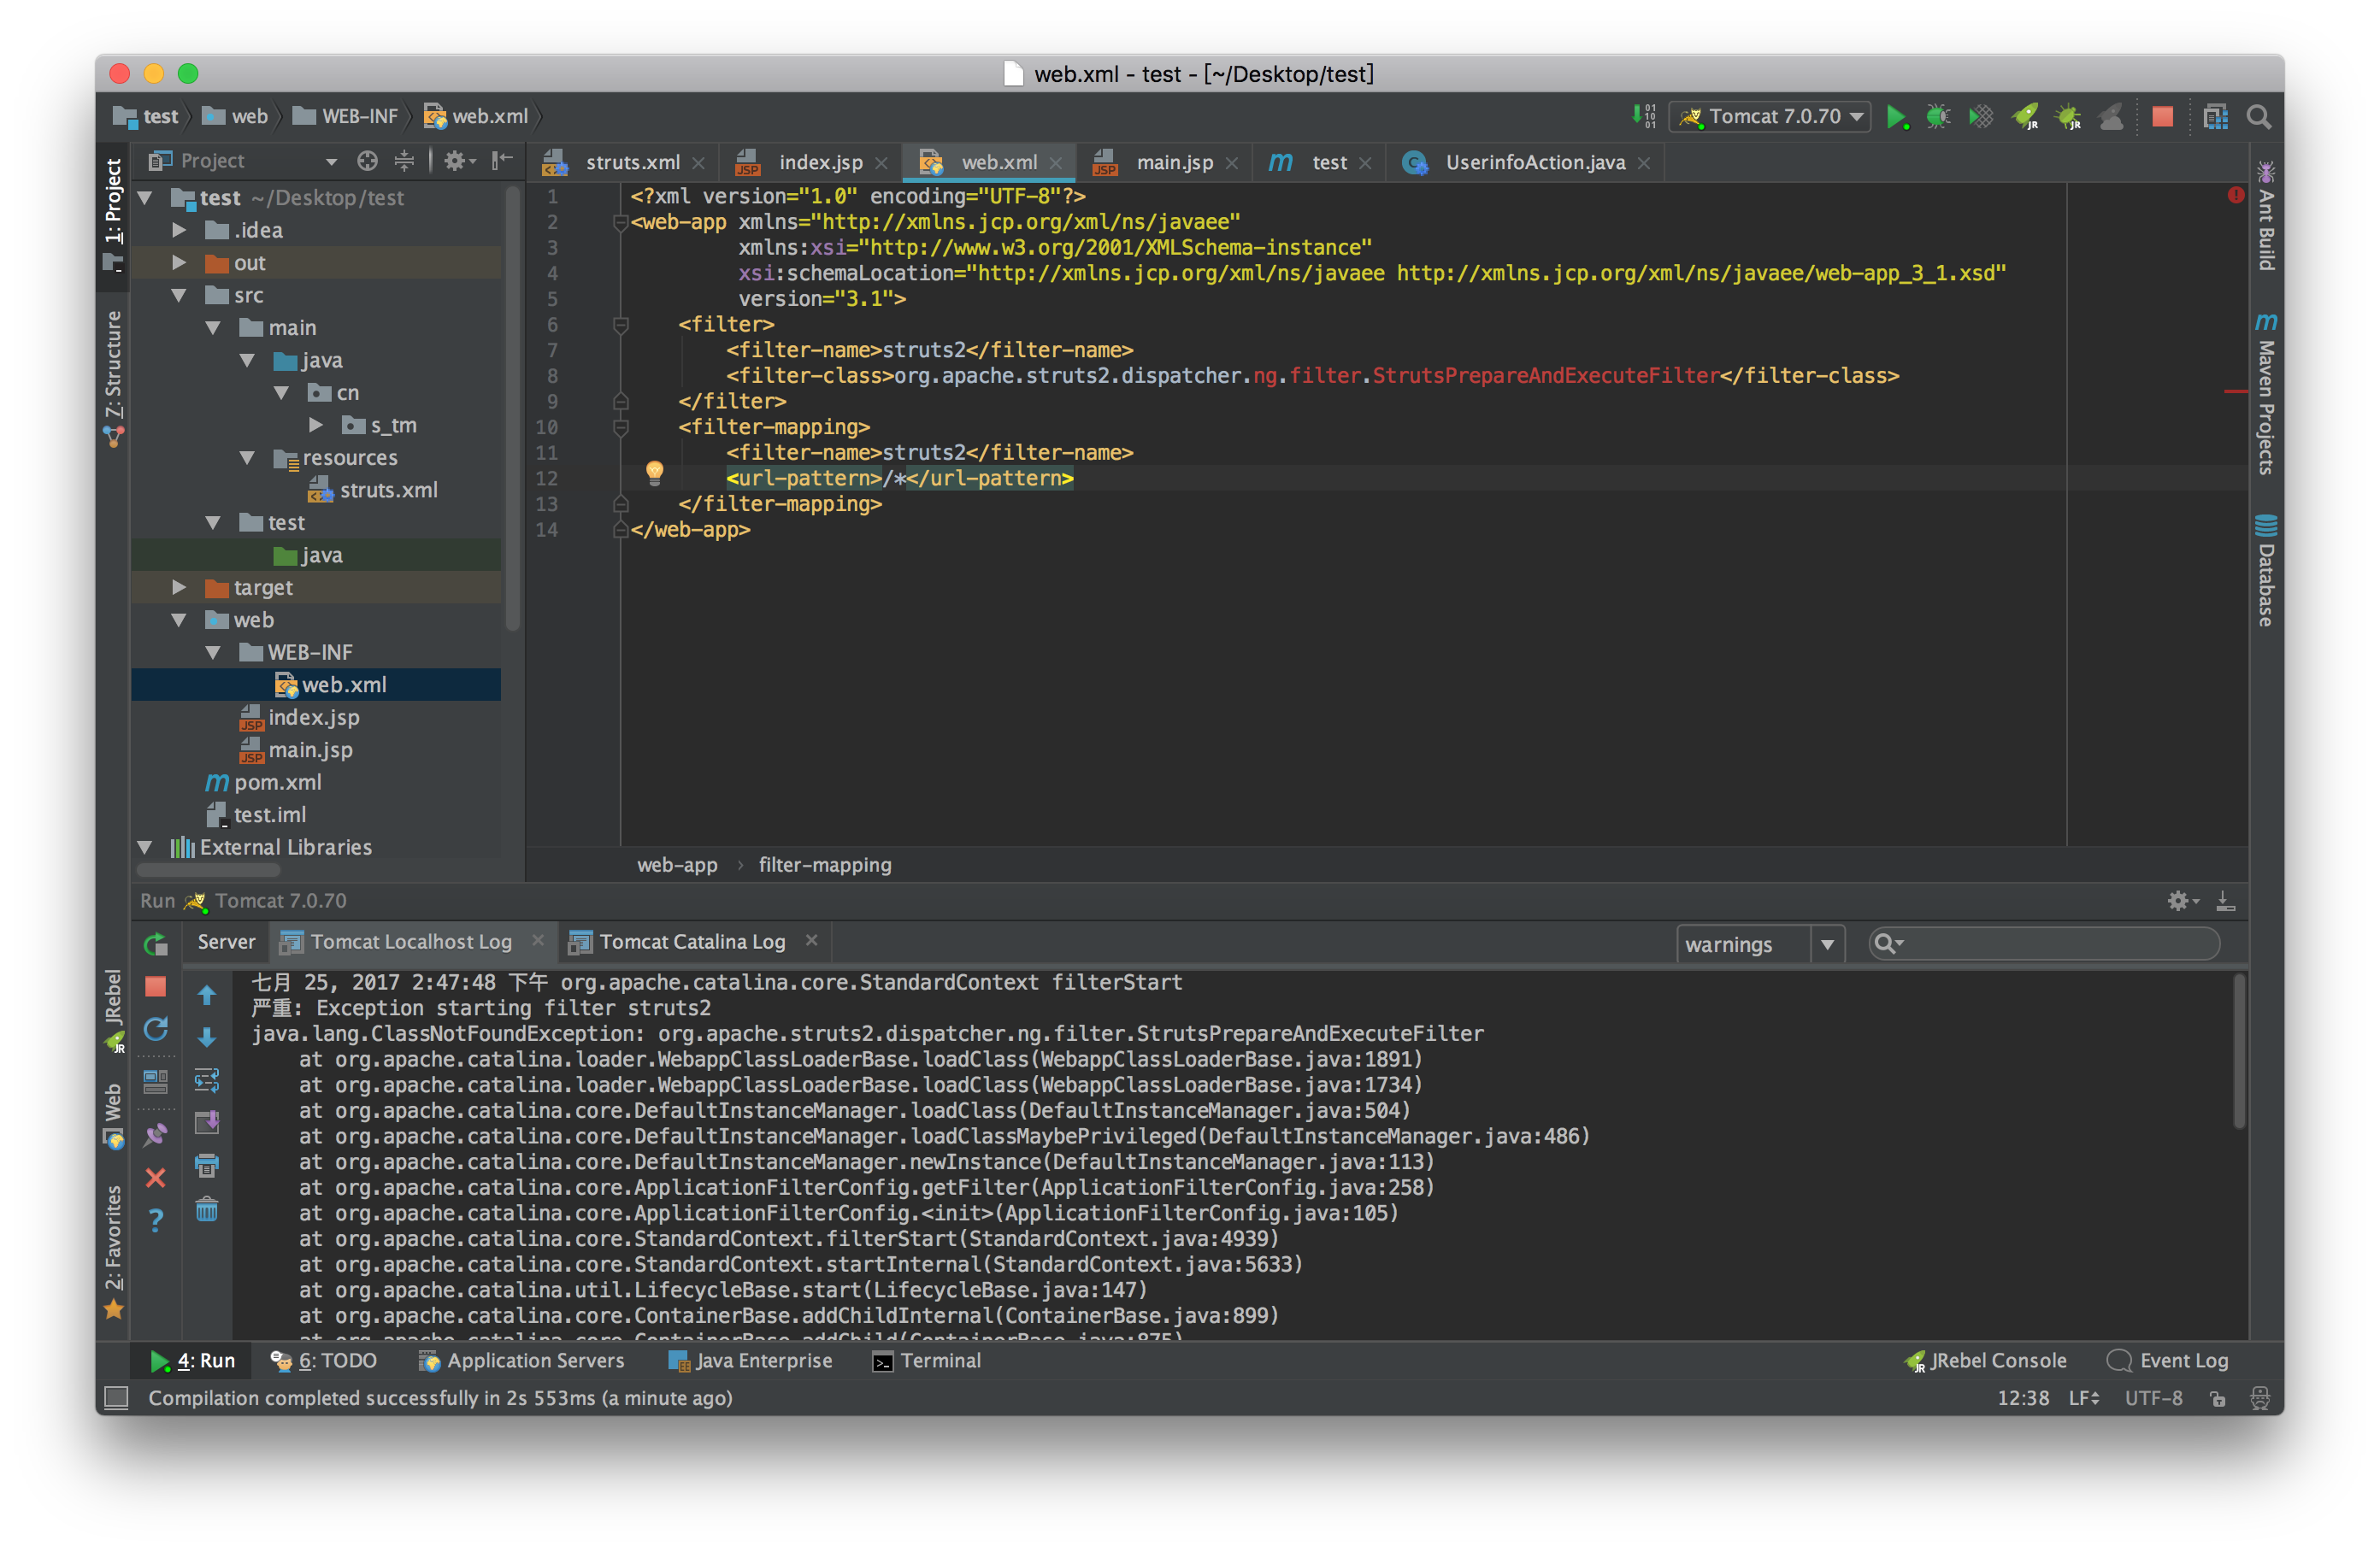 web.xml - test - [~/Desktop/test]
test web WEB-INF web.xml
Tomcat 7.0.70
Project
struts.xml index.jsp web.xml main.jsp test UserinfoAction.java
1: Project
7: Structure
JRebel
Web
2: Favorites
test ~/Desktop/test
.idea
out
src
main
java
cn
s_tm
resources
struts.xml
test
java
target
web
WEB-INF
web.xml
index.jsp
main.jsp
pom.xml
test.iml
External Libraries
1 <?xml version="1.0" encoding="UTF-8"?>
2 <web-app xmlns="http://xmlns.jcp.org/xml/ns/javaee"
3 xmlns:xsi="http://www.w3.org/2001/XMLSchema-instance"
4 xsi:schemaLocation="http://xmlns.jcp.org/xml/ns/javaee http://xmlns.jcp.org/xml/ns/javaee/web-app_3_1.xsd"
5 version="3.1">
6 <filter>
7 <filter-name>struts2</filter-name>
8 <filter-class>org.apache.struts2.dispatcher.ng.filter.StrutsPrepareAndExecuteFilter</filter-class>
9 </filter>
10 <filter-mapping>
11 <filter-name>struts2</filter-name>
12 <url-pattern>/*</url-pattern>
13 </filter-mapping>
14 </web-app>
web-app › filter-mapping
Ant Build
Maven Projects
Database
Run Tomcat 7.0.70
Server Tomcat Localhost Log Tomcat Catalina Log warnings
七月 25, 2017 2:47:48 下午 org.apache.catalina.core.StandardContext filterStart
严重: Exception starting filter struts2
java.lang.ClassNotFoundException: org.apache.struts2.dispatcher.ng.filter.StrutsPrepareAndExecuteFilter
at org.apache.catalina.loader.WebappClassLoaderBase.loadClass(WebappClassLoaderBase.java:1891)
at org.apache.catalina.loader.WebappClassLoaderBase.loadClass(WebappClassLoaderBase.java:1734)
at org.apache.catalina.core.DefaultInstanceManager.loadClass(DefaultInstanceManager.java:504)
at org.apache.catalina.core.DefaultInstanceManager.loadClassMaybePrivileged(DefaultInstanceManager.java:486)
at org.apache.catalina.core.DefaultInstanceManager.newInstance(DefaultInstanceManager.java:113)
at org.apache.catalina.core.ApplicationFilterConfig.getFilter(ApplicationFilterConfig.java:258)
at org.apache.catalina.core.ApplicationFilterConfig.<init>(ApplicationFilterConfig.java:105)
at org.apache.catalina.core.StandardContext.filterStart(StandardContext.java:4939)
at org.apache.catalina.core.StandardContext.startInternal(StandardContext.java:5633)
at org.apache.catalina.util.LifecycleBase.start(LifecycleBase.java:147)
at org.apache.catalina.core.ContainerBase.addChildInternal(ContainerBase.java:899)
at org.apache.catalina.core.ContainerBase.addChild(ContainerBase.java:875)
4: Run 6: TODO Application Servers Java Enterprise Terminal JRebel Console Event Log
Compilation completed successfully in 2s 553ms (a minute ago) 12:38 LF UTF-8